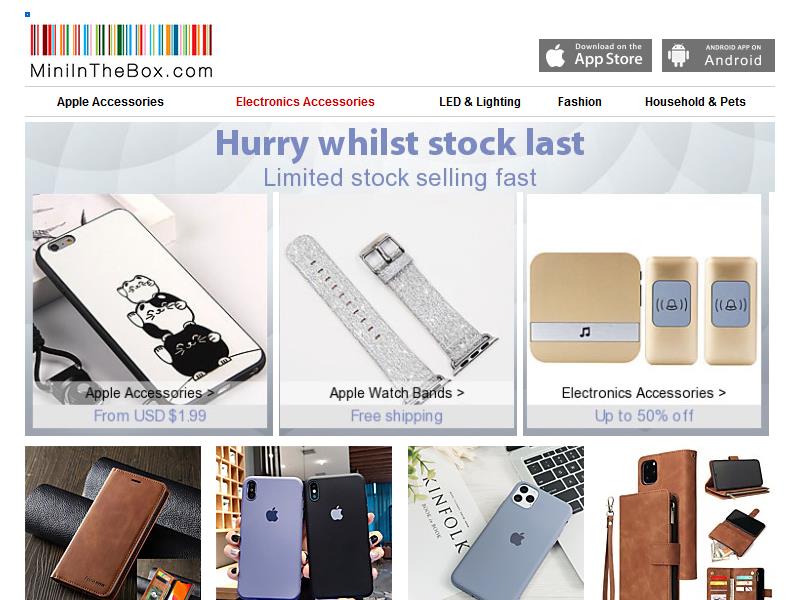 MiniInTheBox.com
Download on the
App Store
ANDROID APP ON
Android
Apple Accessories
Electronics Accessories
LED & Lighting
Fashion
Household & Pets
Hurry whilst stock last
Limited stock selling fast
Apple Accessories >
From USD $1.99
Apple Watch Bands >
Free shipping
Electronics Accessories >
Up to 50% off
KINFOLK